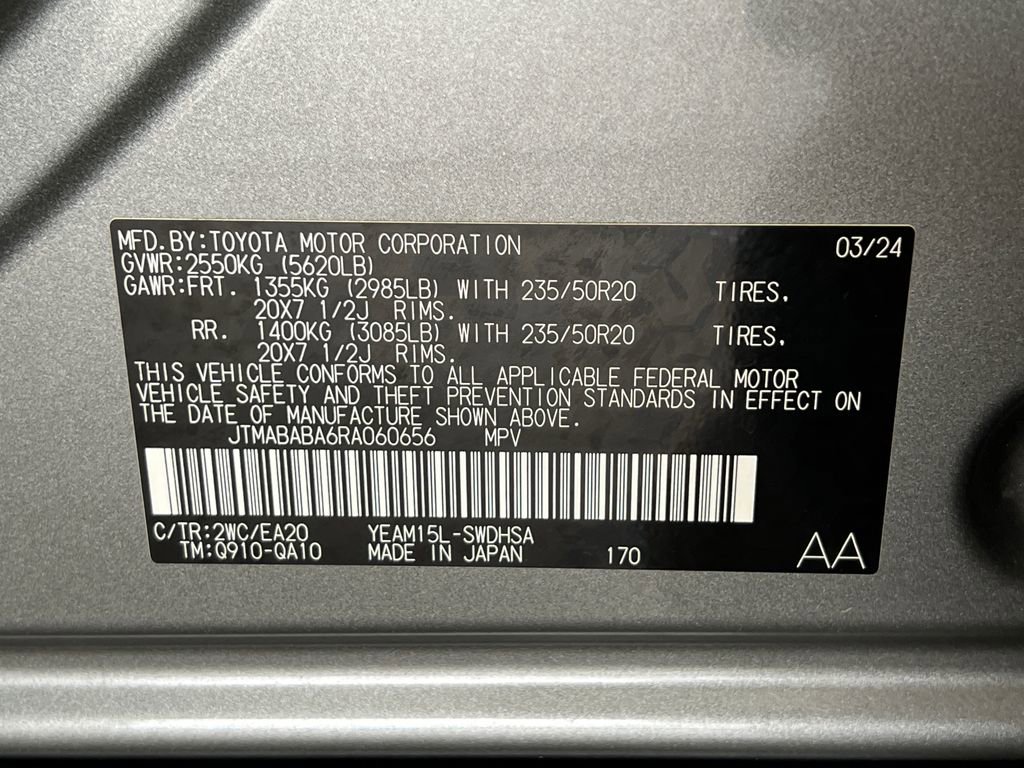 MFD.BY:TOYOTA MOTOR CORPORATION 03/24
GVWR:2550KG (5620LB)
GAWR:FRT. 1355KG (2985LB) WITH 235/50R20 TIRES.
20X7 1/2J RIMS.
RR. 1400KG (3085LB) WITH 235/50R20 TIRES.
20X7 1/2J RIMS.
THIS VEHICLE CONFORMS TO ALL APPLICABLE FEDERAL MOTOR
VEHICLE SAFETY AND THEFT PREVENTION STANDARDS IN EFFECT ON
THE DATE OF MANUFACTURE SHOWN ABOVE.
JTMABABA6RA060656 MPV
C/TR:2WC/EA20 YEAM15L-SWDHSA
TM:Q910-QA10 MADE IN JAPAN 170 AA